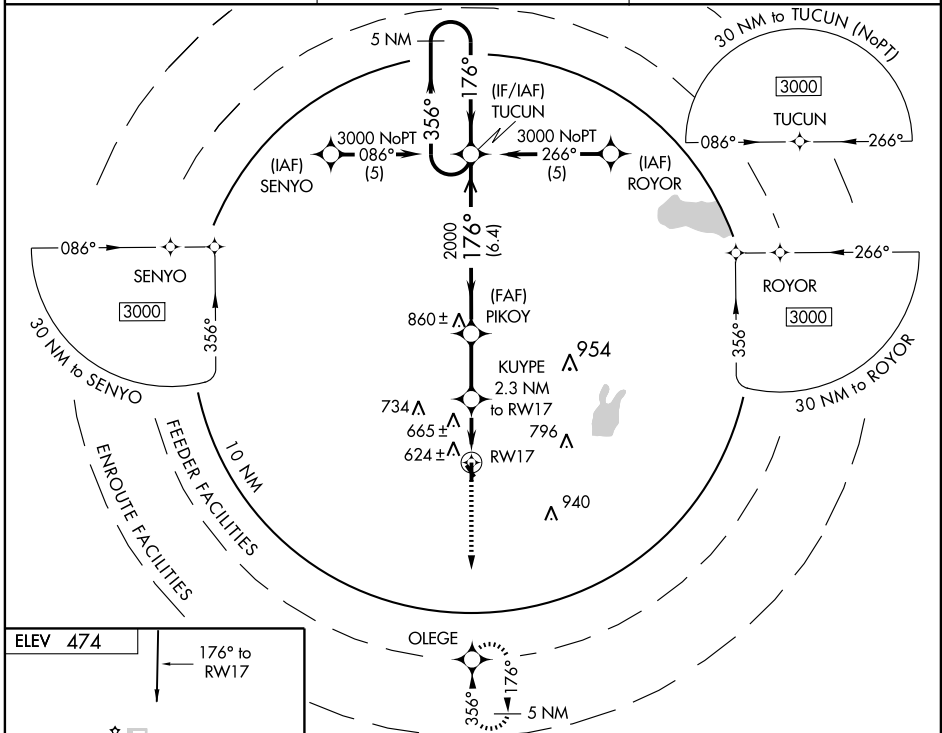 5 NM
30 NM to TUCUN (NoPT)
3000
TUCUN
086°
266°
356°
176°
(IF/IAF)
TUCUN
3000 NoPT
086°
(5)
(IAF)
SENYO
3000 NoPT
266°
(5)
(IAF)
ROYOR
2000
176°
(6.4)
086°
SENYO
3000
356°
30 NM to SENYO
266°
ROYOR
3000
356°
30 NM to ROYOR
(FAF)
PIKOY
860 ±
954
KUYPE
2.3 NM
to RW17
734
665 ±
796
624 ±
RW17
940
10 NM
FEEDER FACILITIES
ENROUTE FACILITIES
OLEGE
356°
176°
5 NM
ELEV 474
176° to
RW17